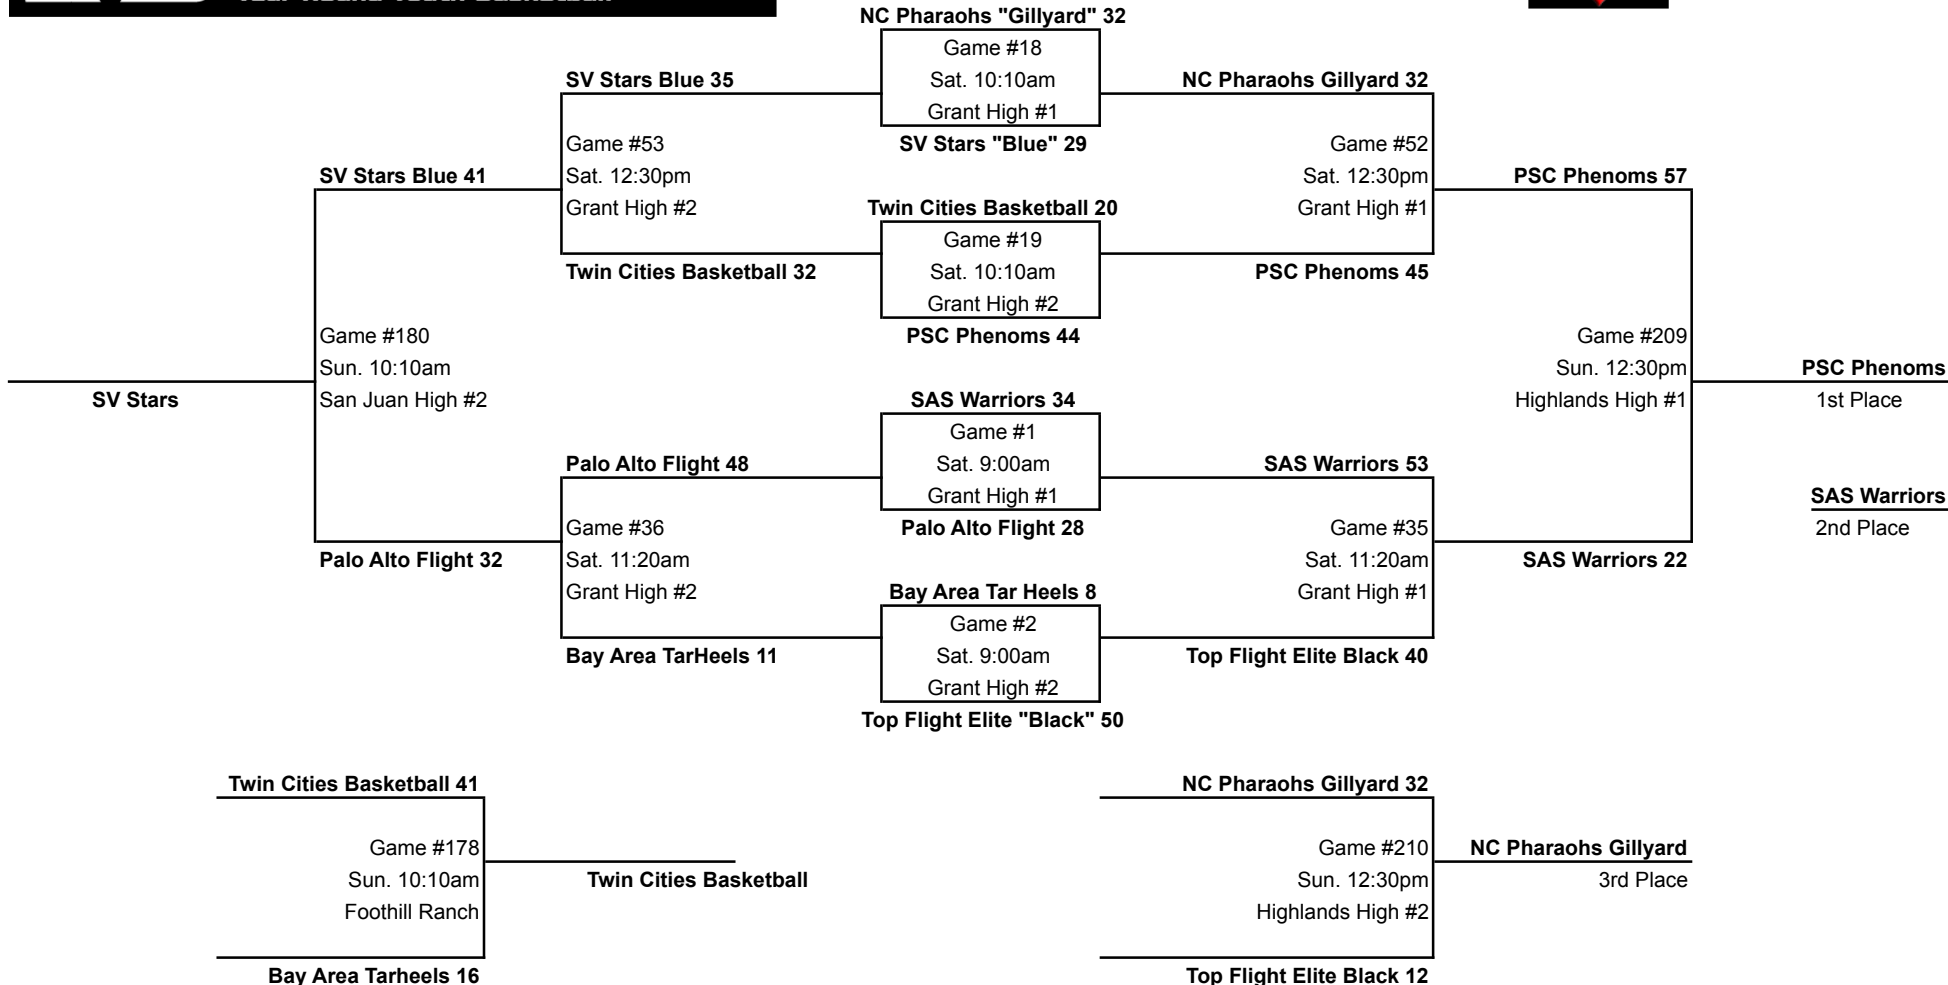 Year Round Youth Basketball
NC Pharaohs "Gillyard" 32
Game #18
SV Stars Blue 35
Sat. 10:10am
NC Pharaohs Gillyard 32
Grant High #1
Game #53
SV Stars "Blue" 29
Game #52
SV Stars Blue 41
Sat. 12:30pm
Sat. 12:30pm
PSC Phenoms 57
Grant High #2
Twin Cities Basketball 20
Grant High #1
Game #19
Twin Cities Basketball 32
Sat. 10:10am
PSC Phenoms 45
Grant High #2
Game #180
PSC Phenoms 44
Game #209
Sun. 10:10am
Sun. 12:30pm
PSC Phenoms
SV Stars
San Juan High #2
SAS Warriors 34
Highlands High #1
1st Place
Game #1
Palo Alto Flight 48
Sat. 9:00am
SAS Warriors 53
Grant High #1
SAS Warriors
Game #36
Palo Alto Flight 28
Game #35
2nd Place
Palo Alto Flight 32
Sat. 11:20am
Sat. 11:20am
SAS Warriors 22
Grant High #2
Bay Area Tar Heels 8
Grant High #1
Game #2
Bay Area TarHeels 11
Sat. 9:00am
Top Flight Elite Black 40
Grant High #2
Top Flight Elite "Black" 50
Twin Cities Basketball 41
NC Pharaohs Gillyard 32
Game #178
Game #210
NC Pharaohs Gillyard
Sun. 10:10am
Twin Cities Basketball
Sun. 12:30pm
3rd Place
Foothill Ranch
Highlands High #2
Bay Area Tarheels 16
Top Flight Elite Black 12